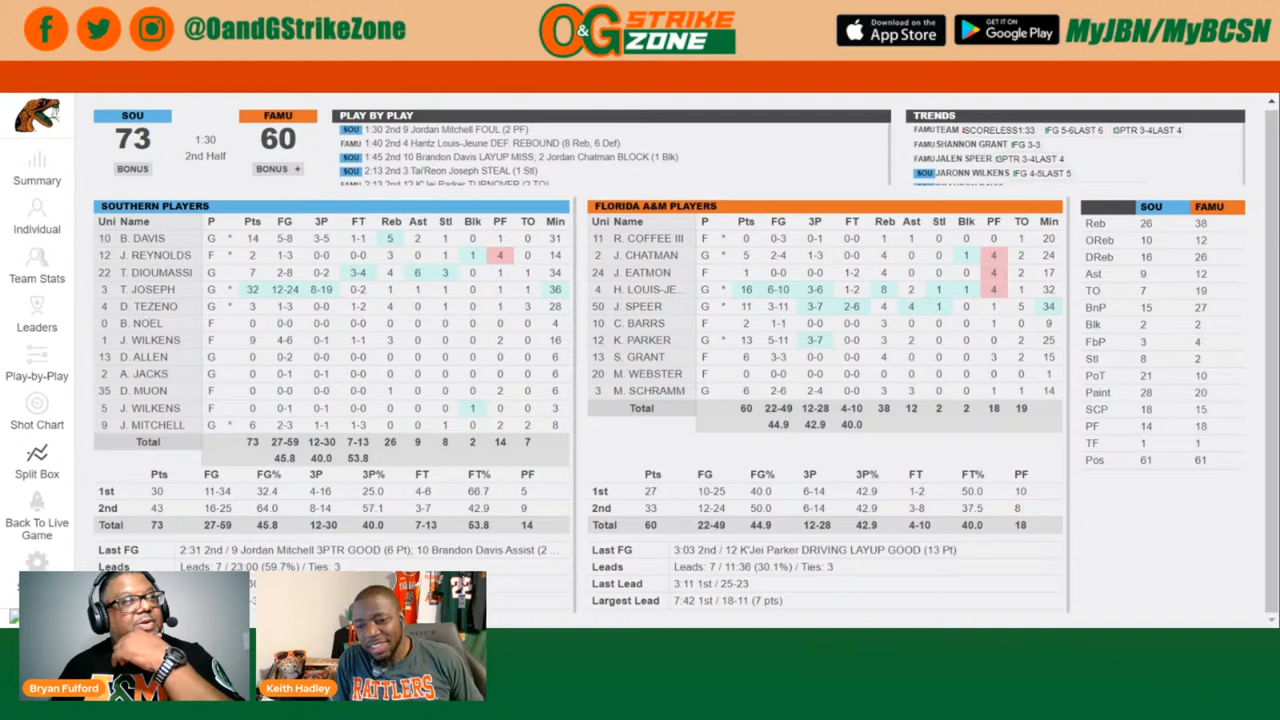 @OandGStrikeZone
O&G STRIKE ZONE
Download on the App Store
GET IT ON Google Play
MyJBN/MyBCSN
SOU
73
BONUS
1:30
2nd Half
FAMU
60
BONUS +
PLAY BY PLAY
SOU 1:30 2nd 9 Jordan Mitchell FOUL (2 PF)
FAMU 1:40 2nd 4 Hantz Louis-Jeune DEF. REBOUND (8 Reb, 6 Def)
SOU 1:45 2nd 10 Brandon Davis LAYUP MISS, 2 Jordan Chatman BLOCK (1 Blk)
SOU 2:13 2nd 3 Tai'Reon Joseph STEAL (1 Stl)
FAMU 2:13 2nd 12 K'Jei Parker TURNOVER (2 TO)
TRENDS
FAMU TEAM SCORELESS 1:33 FG 5-6 LAST 6 3PTR 3-4 LAST 4
FAMU SHANNON GRANT FG 3-3
FAMU JALEN SPEER 3PTR 3-4 LAST 4
SOU JARONN WILKENS FG 4-5 LAST 5
Summary
Individual
Team Stats
Leaders
Play-by-Play
Shot Chart
Split Box
Back To Live Game
SOUTHERN PLAYERS
Uni Name P Pts FG 3P FT Reb Ast Stl Blk PF TO Min
10 B. DAVIS G * 14 5-8 3-5 1-1 5 2 1 0 1 0 31
12 J. REYNOLDS F * 2 1-3 0-0 0-0 3 0 1 1 4 0 14
22 T. DIOUMASSI G * 7 2-8 0-2 3-4 4 6 3 0 1 1 34
3 T. JOSEPH G * 32 12-24 8-19 0-2 1 1 1 1 1 1 36
4 D. TEZENO G * 3 1-3 0-0 1-2 4 0 1 0 1 3 28
0 B. NOEL F 0 0-0 0-0 0-0 0 0 0 0 0 0 4
1 J. WILKENS F 9 4-6 0-1 1-1 3 0 0 0 2 0 16
13 D. ALLEN G 0 0-2 0-0 0-0 0 0 0 0 0 0 6
2 A. JACKS G 0 0-1 0-1 0-0 0 0 0 0 0 0 6
35 D. MUON F 0 0-0 0-0 0-0 1 0 0 0 2 0 6
5 J. WILKENS F 0 0-1 0-1 0-0 0 0 0 1 0 0 3
9 J. MITCHELL G * 6 2-3 1-1 1-3 0 0 1 0 2 2 8
Total 73 27-59 12-30 7-13 26 9 8 2 14 7
45.8 40.0 53.8
Pts FG FG% 3P 3P% FT FT% PF
1st 30 11-34 32.4 4-16 25.0 4-6 66.7 5
2nd 43 16-25 64.0 8-14 57.1 3-7 42.9 9
Total 73 27-59 45.8 12-30 40.0 7-13 53.8 14
Last FG 2:31 2nd / 9 Jordan Mitchell 3PTR GOOD (6 Pt); 10 Brandon Davis Assist (2 ...
Leads Leads: 7 / 23:00 (59.7%) / Ties: 3
FLORIDA A&M PLAYERS
Uni Name P Pts FG 3P FT Reb Ast Stl Blk PF TO Min
11 R. COFFEE III F * 0 0-3 0-1 0-0 1 1 0 0 0 1 20
2 J. CHATMAN G * 5 2-4 1-3 0-0 4 0 0 1 4 2 24
24 J. EATMON F 1 0-0 0-0 1-2 4 0 0 0 4 2 17
4 H. LOUIS-JE... G * 16 6-10 3-6 1-2 8 2 1 1 4 1 32
50 J. SPEER G * 11 3-11 3-7 2-6 4 4 1 0 1 5 34
10 C. BARRS F 2 1-1 0-0 0-0 3 0 0 0 1 0 9
12 K. PARKER G * 13 5-11 3-7 0-0 3 2 0 0 0 2 25
13 S. GRANT F 6 3-3 0-0 0-0 4 0 0 0 3 2 15
20 M. WEBSTER F 0 0-0 0-0 0-0 0 0 0 0 0 0 1
3 M. SCHRAMM G 6 2-6 2-4 0-0 3 3 0 0 1 1 14
Total 60 22-49 12-28 4-10 38 12 2 2 18 19
44.9 42.9 40.0
Pts FG FG% 3P 3P% FT FT% PF
1st 27 10-25 40.0 6-14 42.9 1-2 50.0 10
2nd 33 12-24 50.0 6-14 42.9 3-8 37.5 8
Total 60 22-49 44.9 12-28 42.9 4-10 40.0 18
Last FG 3:03 2nd / 12 K'Jei Parker DRIVING LAYUP GOOD (13 Pt)
Leads Leads: 7 / 11:36 (30.1%) / Ties: 3
Last Lead 3:11 1st / 25-23
Largest Lead 7:42 1st / 18-11 (7 pts)
SOU FAMU
Reb 26 38
OReb 10 12
DReb 16 26
Ast 9 12
TO 7 19
BnP 15 27
Blk 2 2
FbP 3 4
Stl 8 2
PoT 21 10
Paint 28 20
SCP 18 15
PF 14 18
TF 1 1
Pos 61 61
Bryan Fulford
Keith Hadley
RATTLERS